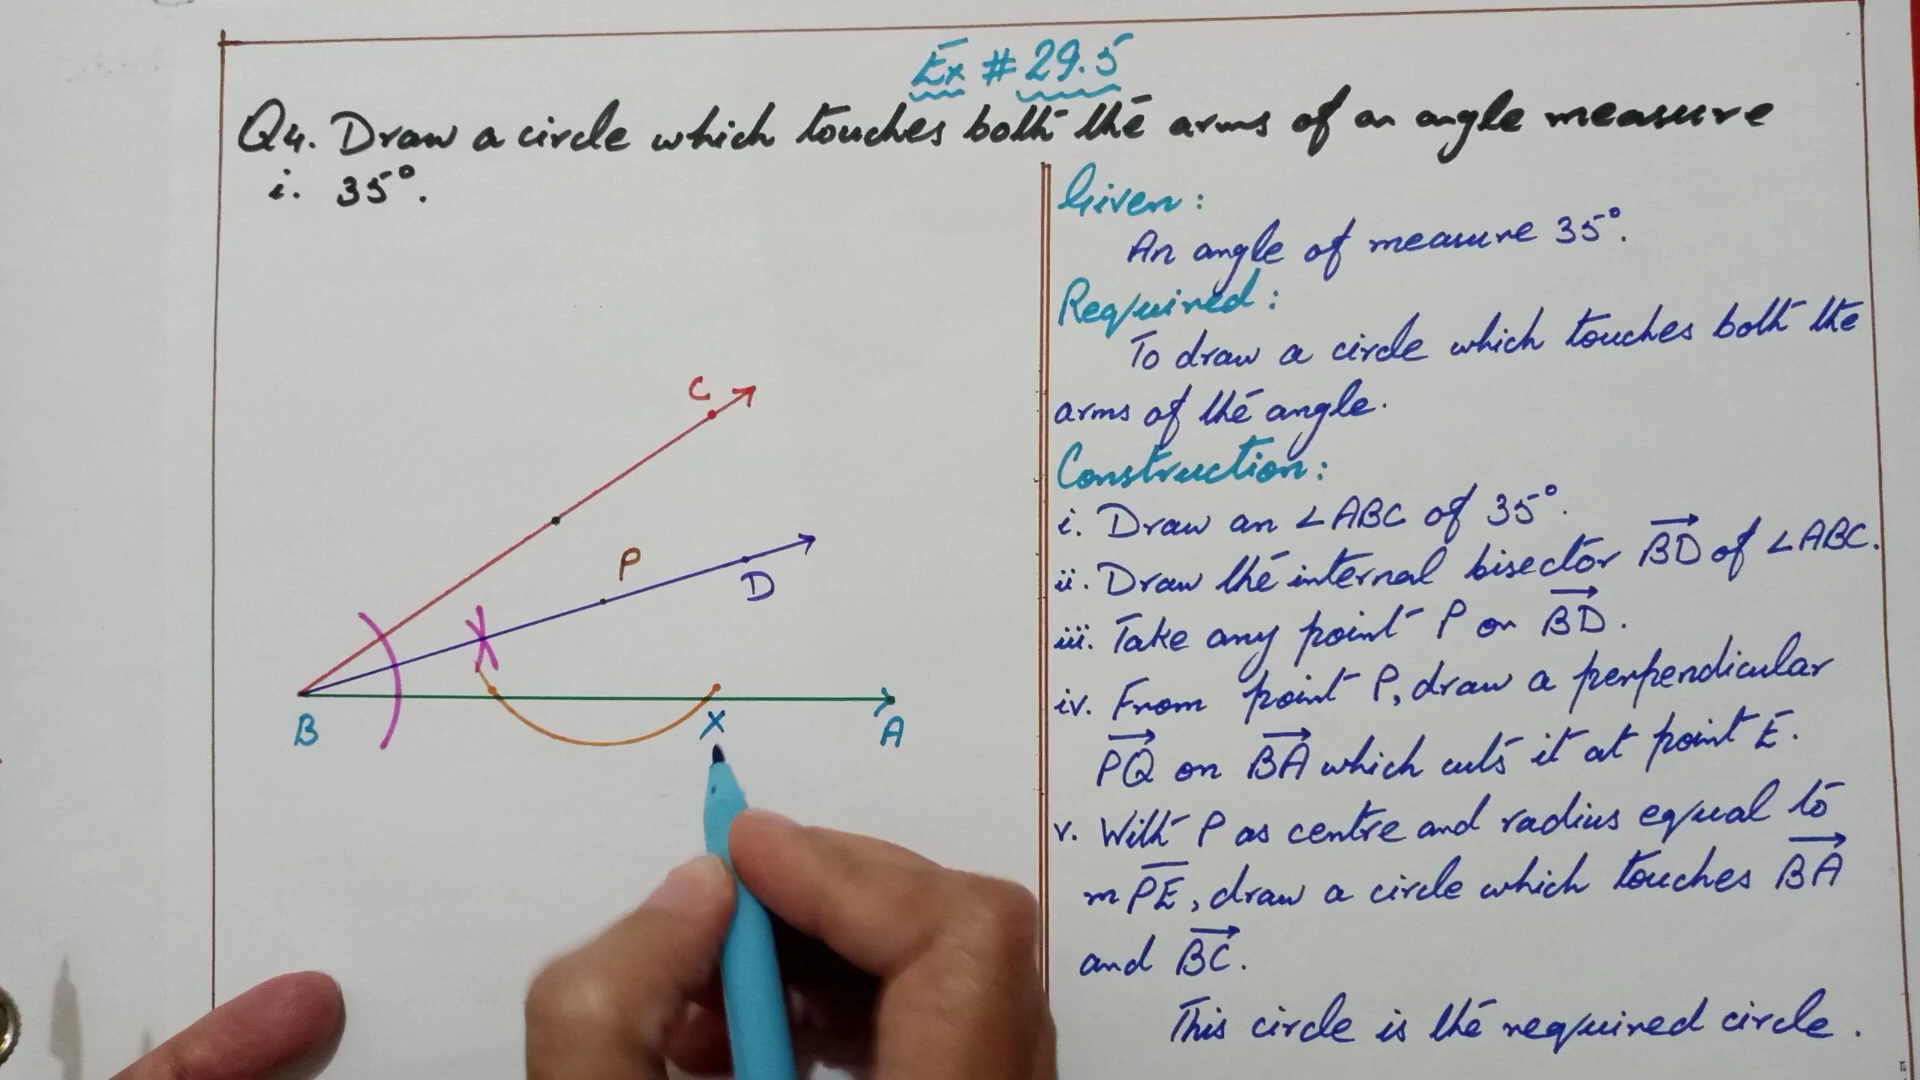 Ex # 29.5
Q4. Draw a circle which touches both the arms of an angle measure
i. 35°.
Given:
An angle of measure 35°.
Required:
To draw a circle which touches both the
arms of the angle.
Construction:
i. Draw an ∠ABC of 35°.
ii. Draw the internal bisector BD of ∠ABC.
iii. Take any point P on BD.
iv. From point P, draw a perpendicular
PQ on BA which cuts it at point E.
v. With P as centre and radius equal to
mPE, draw a circle which touches BA
and BC.
This circle is the required circle.
C
P
D
B
X
A